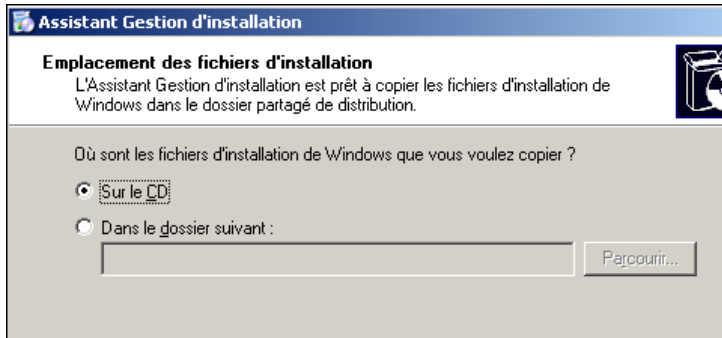 Assistant Gestion d'installation
Emplacement des fichiers d'installation
L'Assistant Gestion d'installation est prêt à copier les fichiers d'installation de
Windows dans le dossier partagé de distribution.
Où sont les fichiers d'installation de Windows que vous voulez copier ?
Sur le CD
Dans le dossier suivant :
Parcourir...